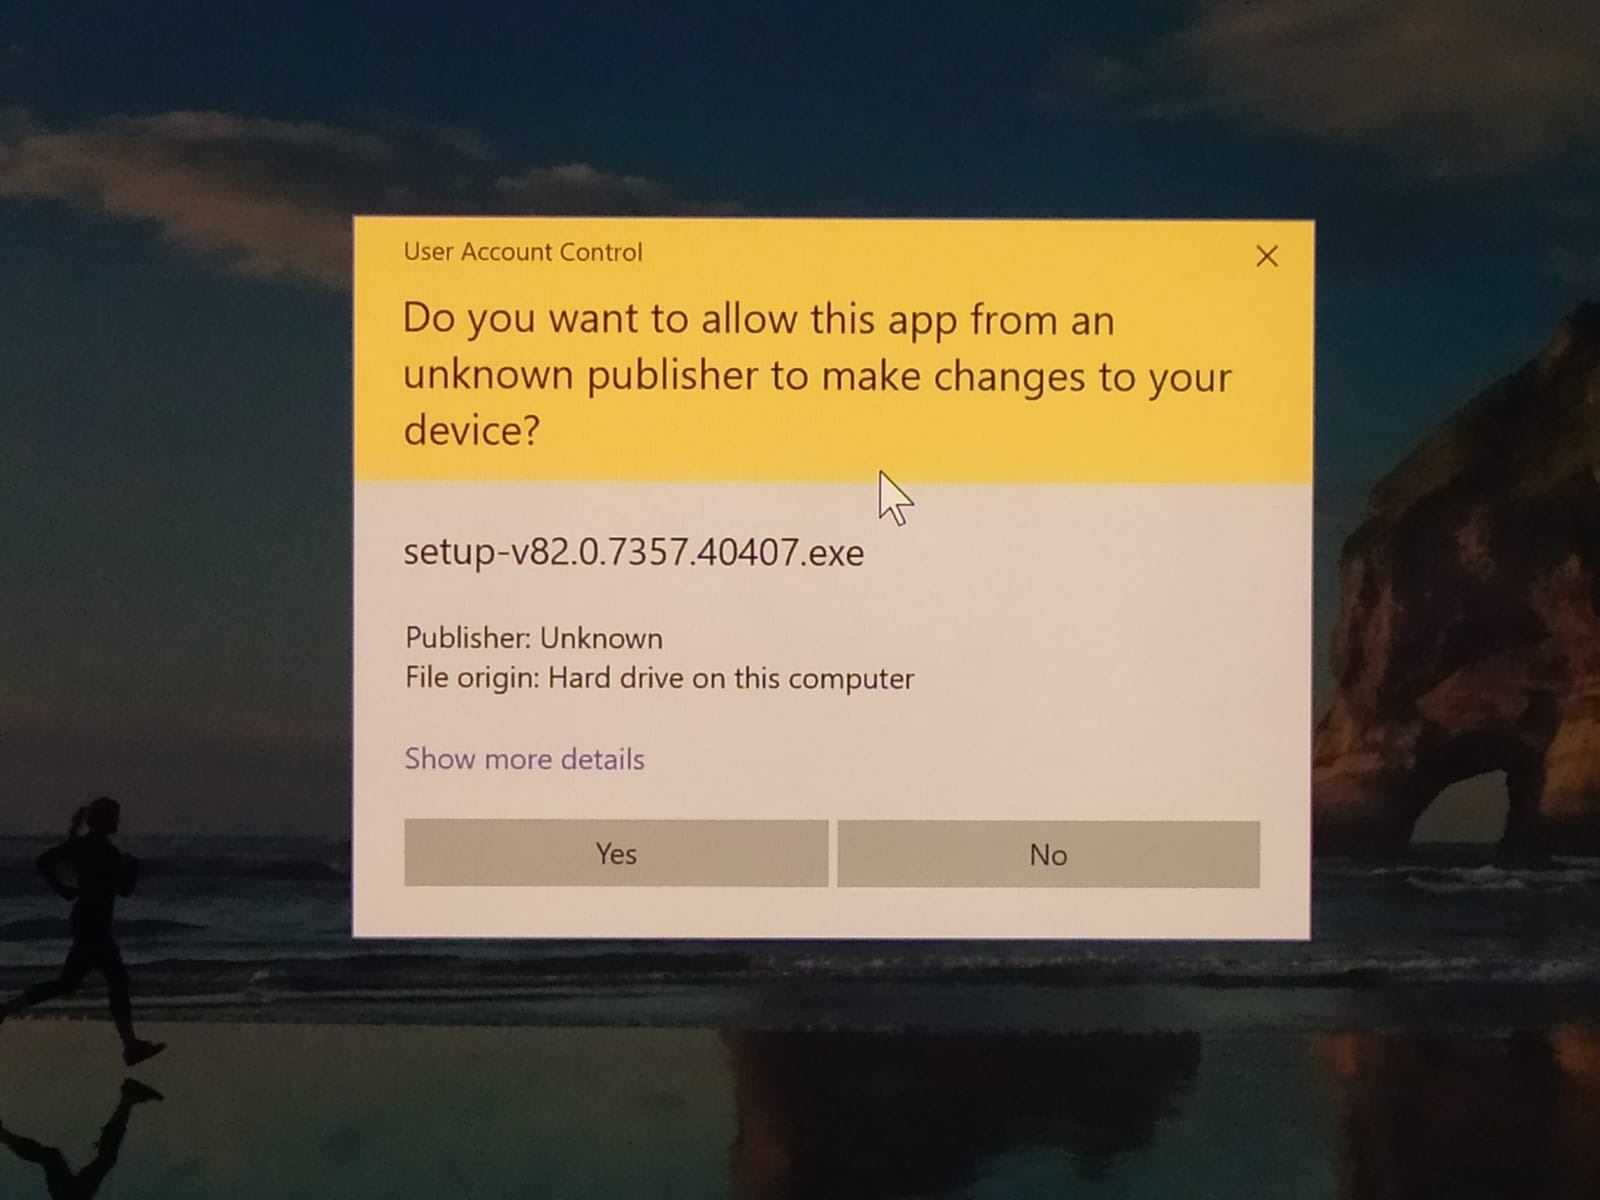 User Account Control
Do you want to allow this app from an
unknown publisher to make changes to your
device?
setup-v82.0.7357.40407.exe
Publisher: Unknown
File origin: Hard drive on this computer
Show more details
Yes
No